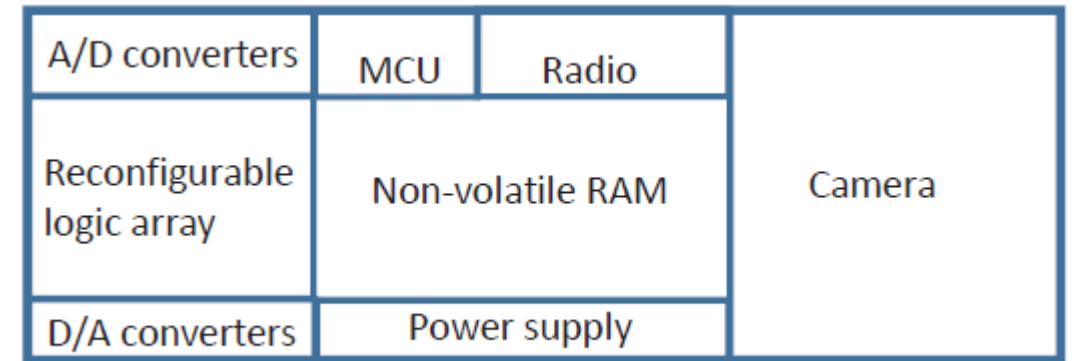 A/D converters
MCU
Radio
Reconfigurable
logic array
Non-volatile RAM
Camera
D/A converters
Power supply